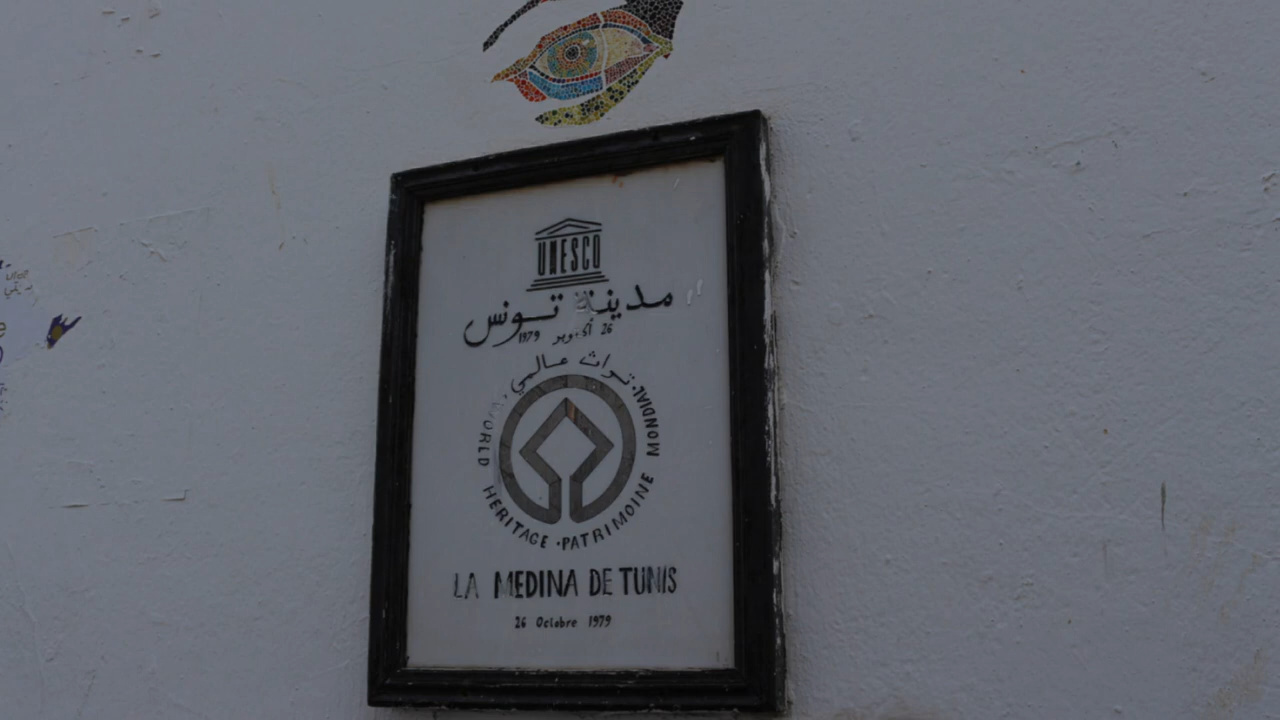 UNESCO
مدينة تونس
26 أكتوبر 1979
تراث عالمي
WORLD HERITAGE · PATRIMOINE MONDIAL ·
LA MEDINA DE TUNIS
26 Octobre 1979